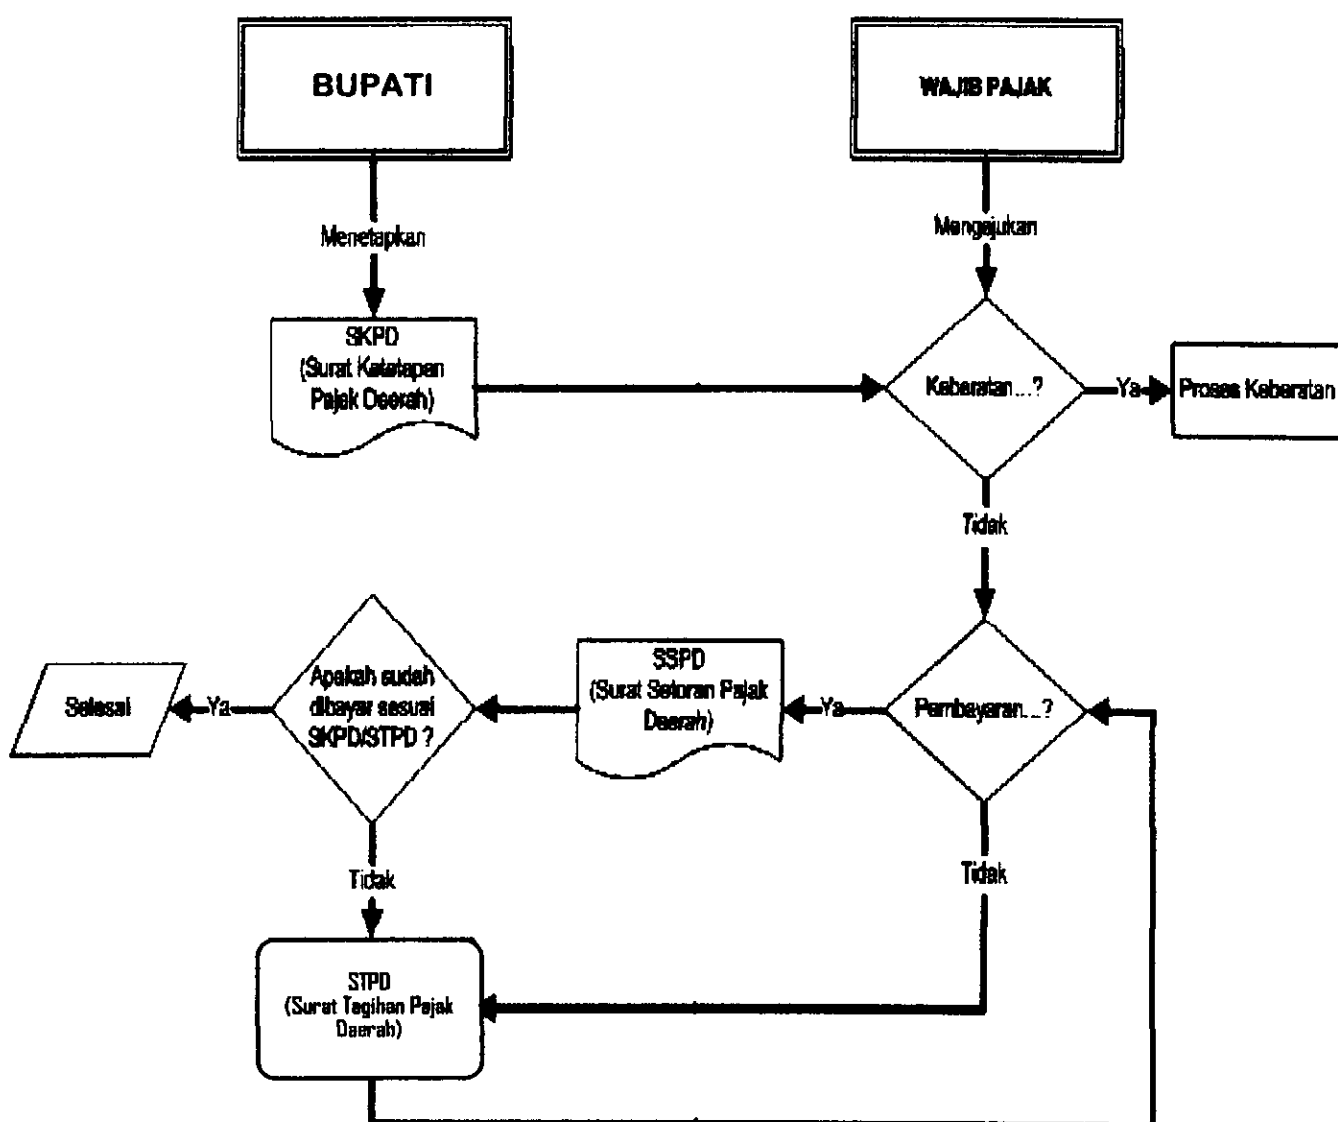 BUPATI
WAJIB PAJAK
Menetapkan
Mengajukan
SKPD
(Surat Ketetapan
Pajak Daerah)
Keberatan...?
Ya
Proses Keberatan
Tidak
Apakah sudah
dibayar sesuai
SKPD/STPD ?
SSPD
(Surat Setoran Pajak
Daerah)
Pembayaran...?
Selesai
Ya
Ya
Tidak
Tidak
STPD
(Surat Tagihan Pajak
Daerah)